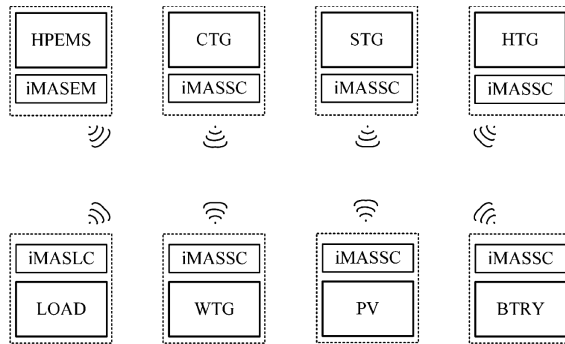 HPEMS
iMASEM
CTG
iMASSC
STG
iMASSC
HTG
iMASSC
iMASLC
LOAD
iMASSC
WTG
iMASSC
PV
iMASSC
BTRY